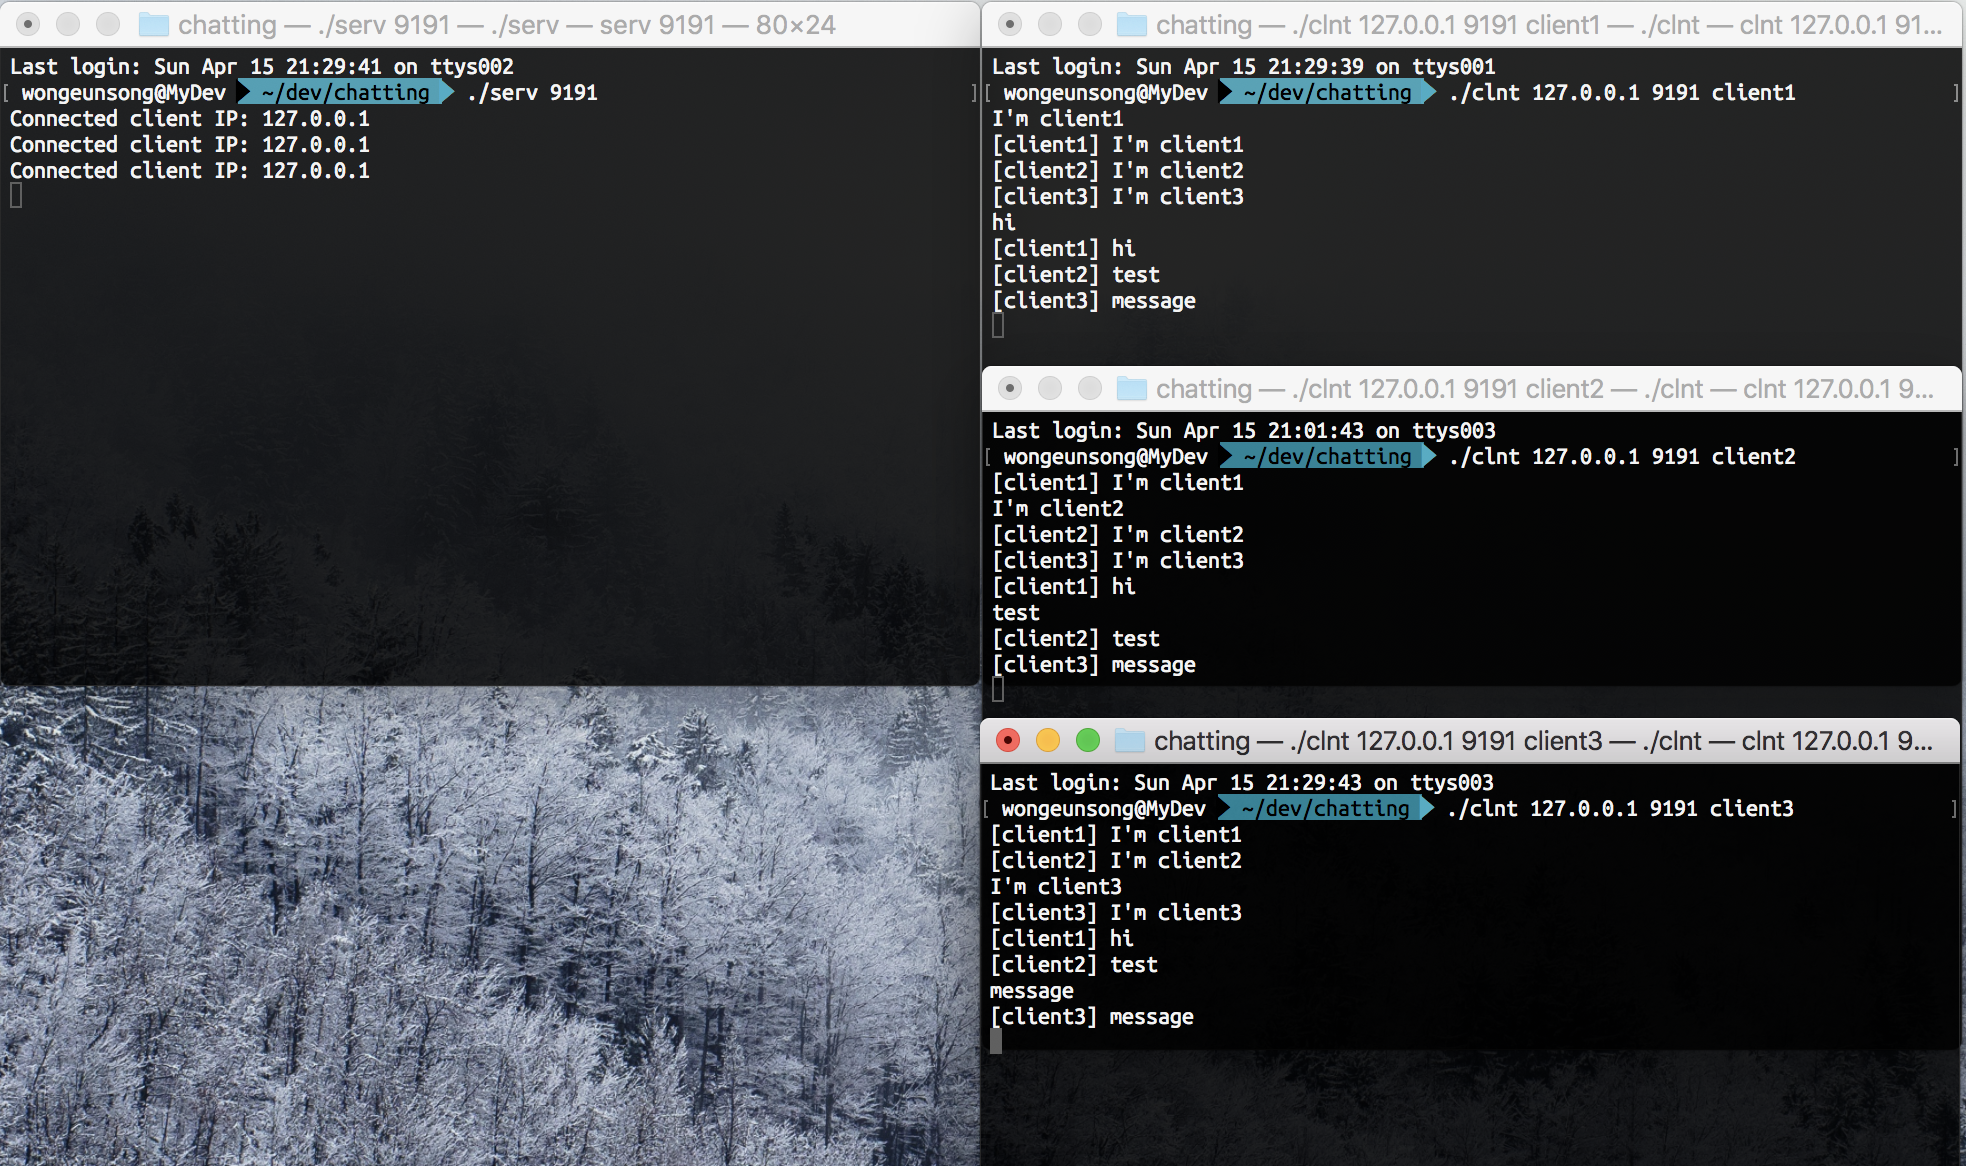 chatting — ./serv 9191 — ./serv — serv 9191 — 80×24
Last login: Sun Apr 15 21:29:41 on ttys002
[ wongeunsong@MyDev ~/dev/chatting ./serv 9191 ]
Connected client IP: 127.0.0.1
Connected client IP: 127.0.0.1
Connected client IP: 127.0.0.1
chatting — ./clnt 127.0.0.1 9191 client1 — ./clnt — clnt 127.0.0.1 91...
Last login: Sun Apr 15 21:29:39 on ttys001
[ wongeunsong@MyDev ~/dev/chatting ./clnt 127.0.0.1 9191 client1 ]
I'm client1
[client1] I'm client1
[client2] I'm client2
[client3] I'm client3
hi
[client1] hi
[client2] test
[client3] message
chatting — ./clnt 127.0.0.1 9191 client2 — ./clnt — clnt 127.0.0.1 9...
Last login: Sun Apr 15 21:01:43 on ttys003
[ wongeunsong@MyDev ~/dev/chatting ./clnt 127.0.0.1 9191 client2 ]
[client1] I'm client1
I'm client2
[client2] I'm client2
[client3] I'm client3
[client1] hi
test
[client2] test
[client3] message
chatting — ./clnt 127.0.0.1 9191 client3 — ./clnt — clnt 127.0.0.1 9...
Last login: Sun Apr 15 21:29:43 on ttys003
[ wongeunsong@MyDev ~/dev/chatting ./clnt 127.0.0.1 9191 client3 ]
[client1] I'm client1
[client2] I'm client2
I'm client3
[client3] I'm client3
[client1] hi
[client2] test
message
[client3] message